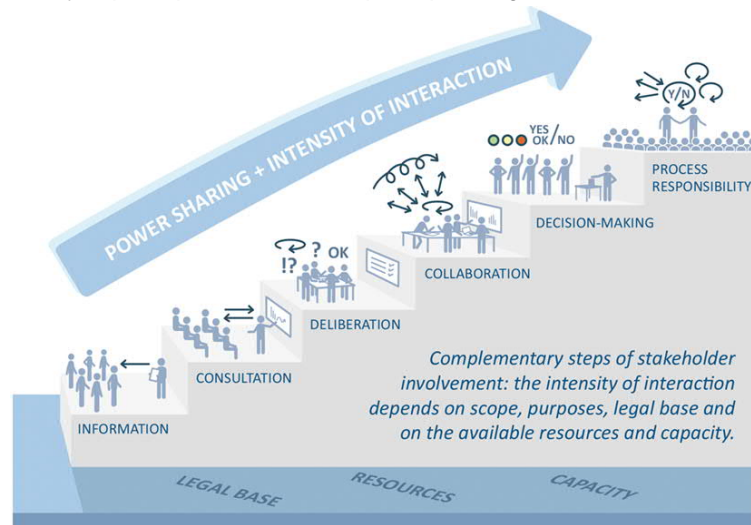 POWER SHARING + INTENSITY OF INTERACTION
Y/N
YES
OK/NO
PROCESS
RESPONSIBILITY
DECISION-MAKING
COLLABORATION
!? ? OK
DELIBERATION
CONSULTATION
INFORMATION
Complementary steps of stakeholder
involvement: the intensity of interaction
depends on scope, purposes, legal base and
on the available resources and capacity.
LEGAL BASE
RESOURCES
CAPACITY